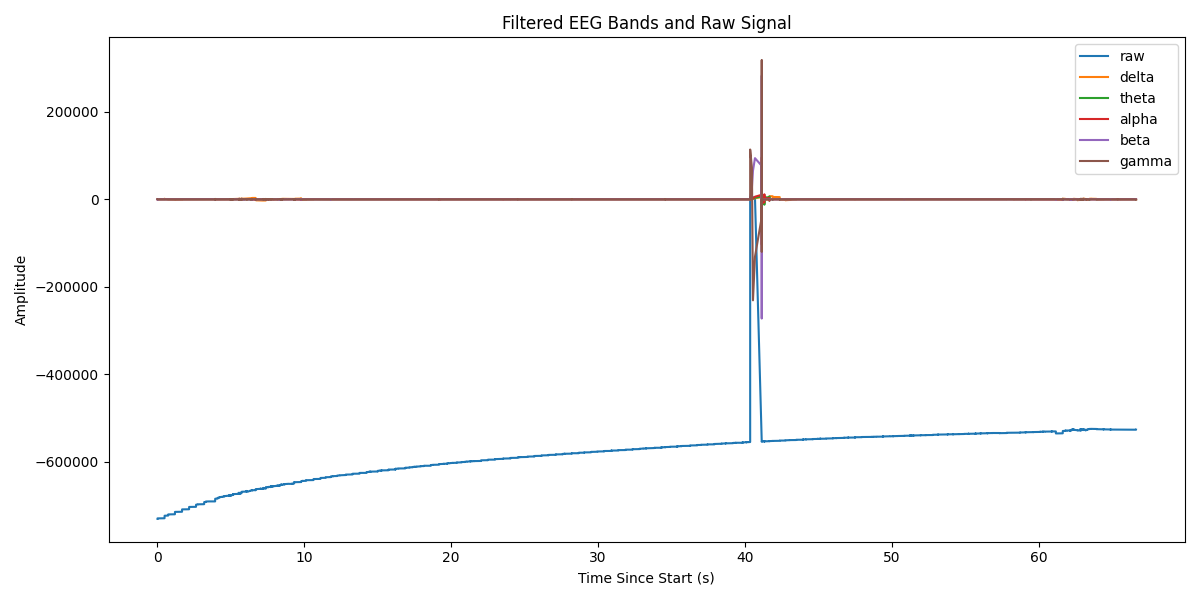 Filtered EEG Bands and Raw Signal
raw
delta
theta
alpha
beta
gamma
200000
0
−200000
−400000
−600000
Amplitude
0 10 20 30 40 50 60
Time Since Start (s)